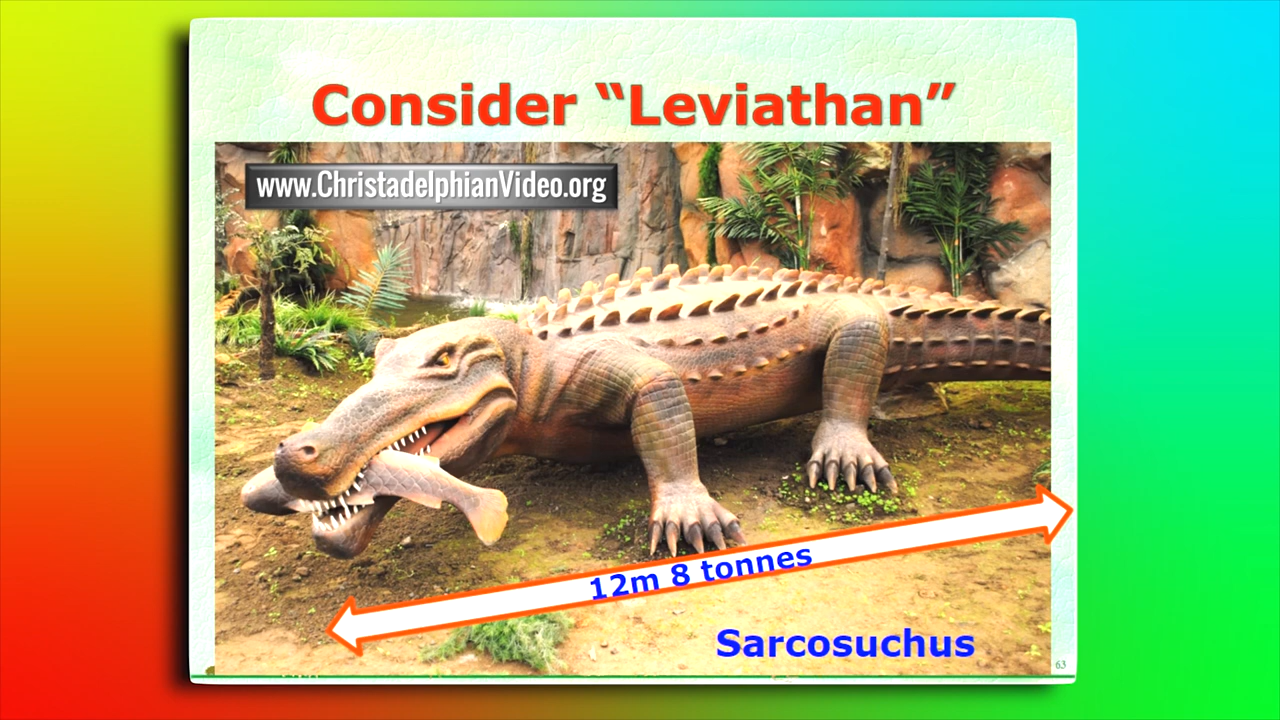 Consider “Leviathan”
www.ChristadelphianVideo.org
12m 8 tonnes
Sarcosuchus
63